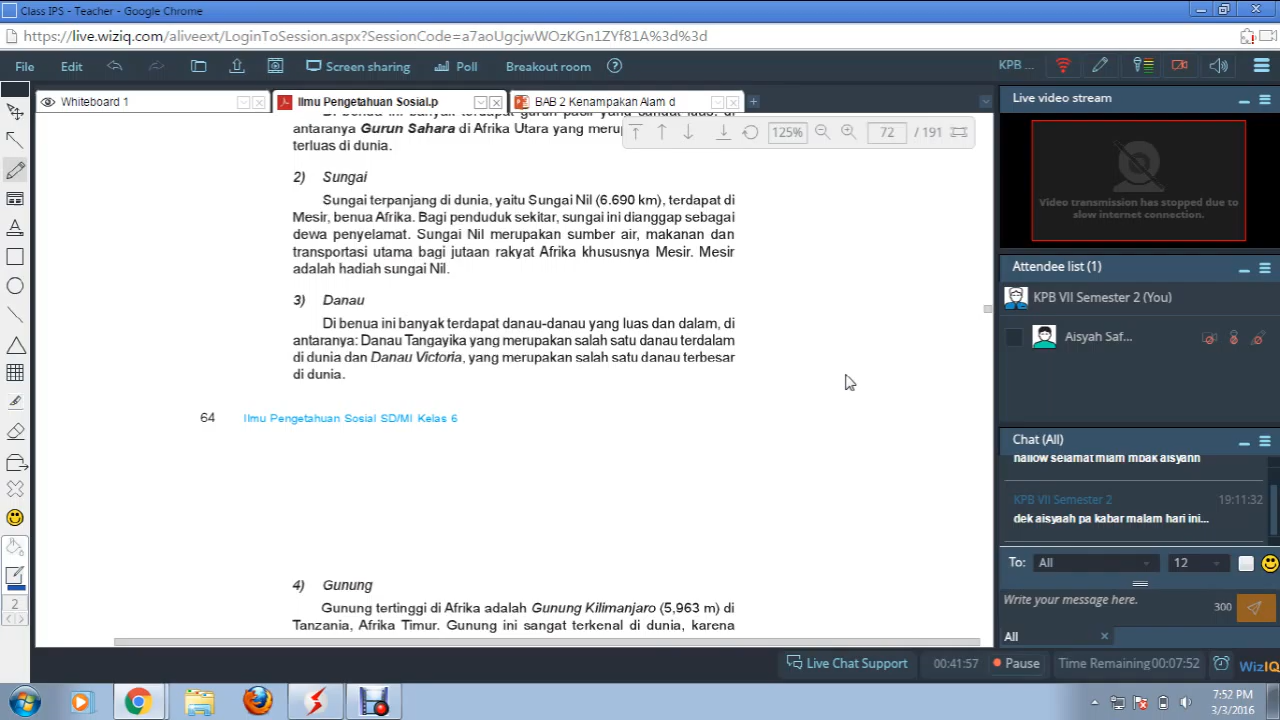 Class IPS - Teacher - Google Chrome
https://live.wiziq.com/aliveext/LoginToSession.aspx?SessionCode=a7aoUgcjwWOzKGn1ZYf81A%3d%3d
File Edit Screen sharing Poll Breakout room KPB ...
Whiteboard 1 Ilmu Pengetahuan Sosial.p BAB 2 Kenampakan Alam d
125% 72 / 191
antaranya Gurun Sahara di Afrika Utara yang
terluas di dunia.
2) Sungai
Sungai terpanjang di dunia, yaitu Sungai Nil (6.690 km), terdapat di
Mesir, benua Afrika. Bagi penduduk sekitar, sungai ini dianggap sebagai
dewa penyelamat. Sungai Nil merupakan sumber air, makanan dan
transportasi utama bagi jutaan rakyat Afrika khususnya Mesir. Mesir
adalah hadiah sungai Nil.
3) Danau
Di benua ini banyak terdapat danau-danau yang luas dan dalam, di
antaranya: Danau Tangayika yang merupakan salah satu danau terdalam
di dunia dan Danau Victoria, yang merupakan salah satu danau terbesar
di dunia.
64 Ilmu Pengetahuan Sosial SD/MI Kelas 6
4) Gunung
Gunung tertinggi di Afrika adalah Gunung Kilimanjaro (5,963 m) di
Tanzania, Afrika Timur. Gunung ini sangat terkenal di dunia, karena
2
Live video stream
Video transmission has stopped due to
slow internet connection.
Attendee list (1)
KPB VII Semester 2 (You)
Aisyah Saf...
Chat (All)
hallow selamat mlam mbak aisyahh
KPB VII Semester 2 19:11:32
dek aisyaah pa kabar malam hari ini...
To: All 12
Write your message here. 300
All
Live Chat Support 00:41:57 Pause Time Remaining 00:07:52 WizIQ
7:52 PM
3/3/2016